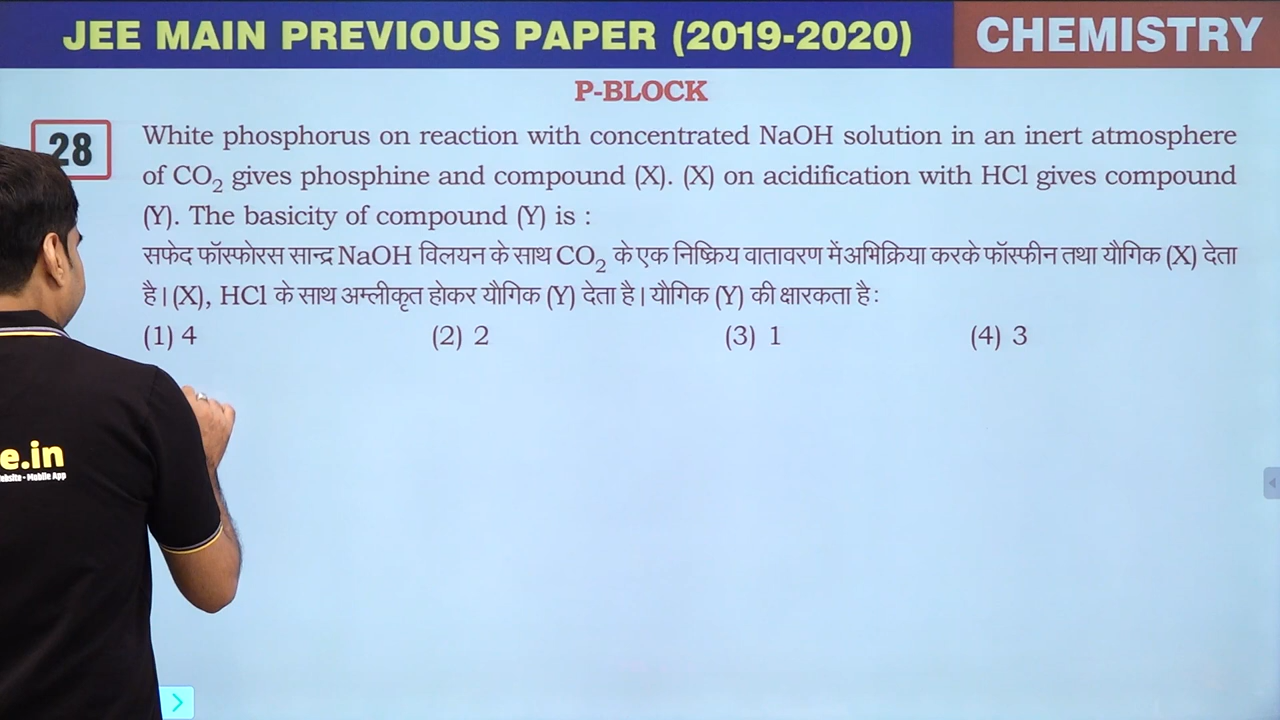 JEE MAIN PREVIOUS PAPER (2019-2020) CHEMISTRY
P-BLOCK
28 White phosphorus on reaction with concentrated NaOH solution in an inert atmosphere
of CO₂ gives phosphine and compound (X). (X) on acidification with HCl gives compound
(Y). The basicity of compound (Y) is :
सफेद फॉस्फोरस सान्द्र NaOH विलयन के साथ CO₂ के एक निष्क्रिय वातावरण में अभिक्रिया करके फॉस्फीन तथा यौगिक (X) देता
है। (X), HCl के साथ अम्लीकृत होकर यौगिक (Y) देता है। यौगिक (Y) की क्षारकता है :
(1) 4 (2) 2 (3) 1 (4) 3
e.in
ebsite - Mobile App